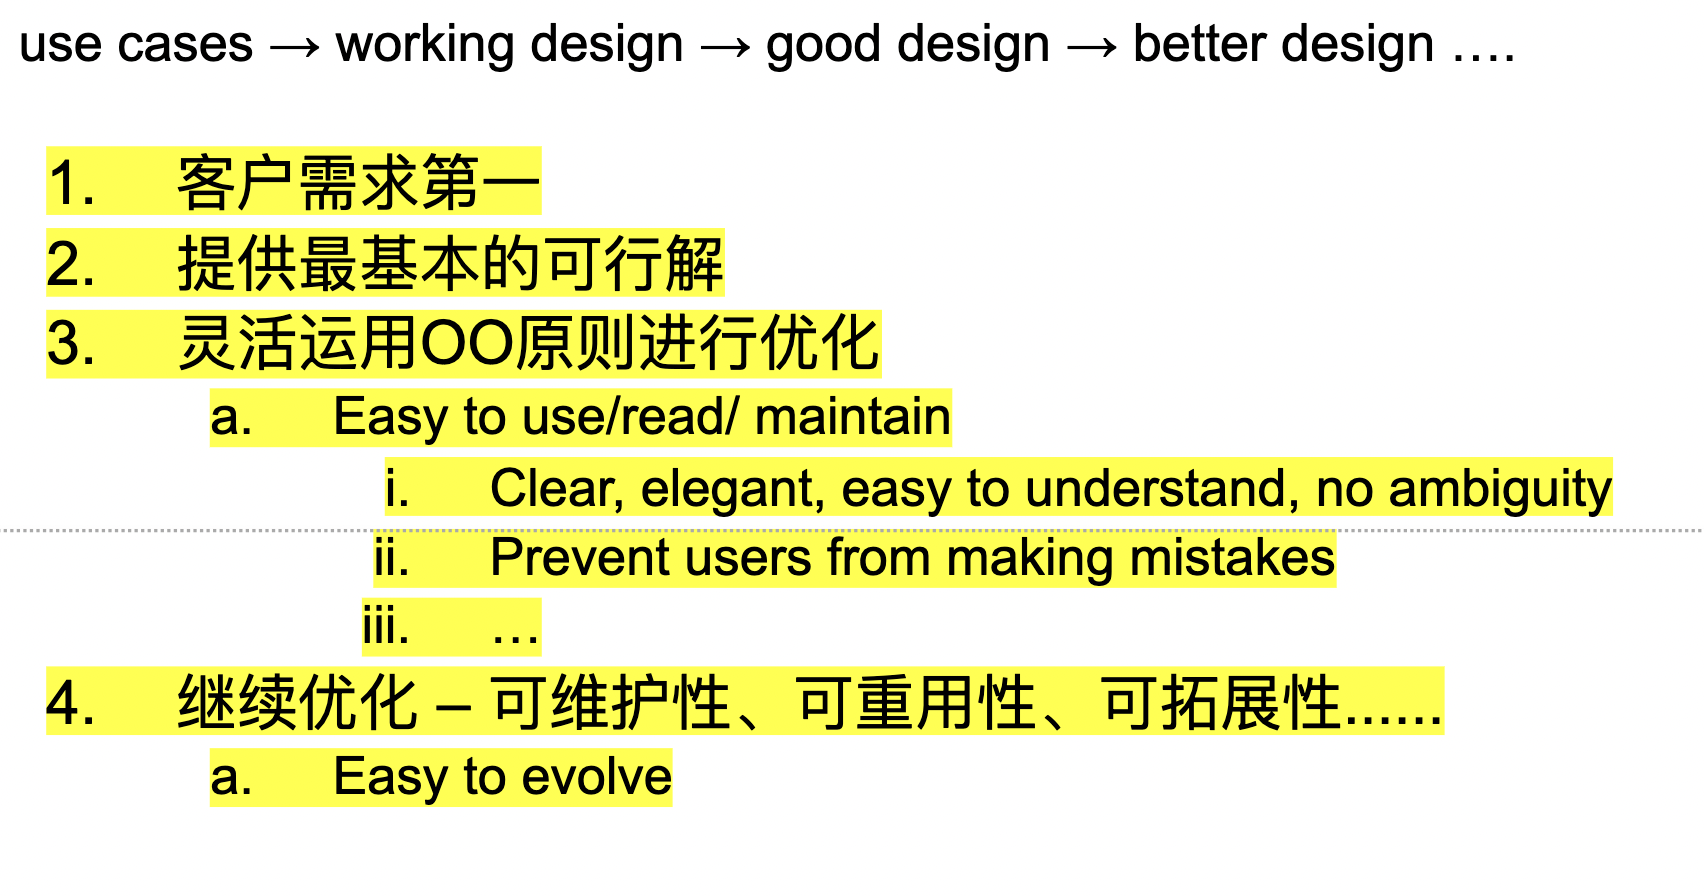 use cases → working design → good design → better design ….
1. 客户需求第一
2. 提供最基本的可行解
3. 灵活运用OO原则进行优化
a. Easy to use/read/ maintain
i. Clear, elegant, easy to understand, no ambiguity
ii. Prevent users from making mistakes
iii. …
4. 继续优化 – 可维护性、可重用性、可拓展性......
a. Easy to evolve